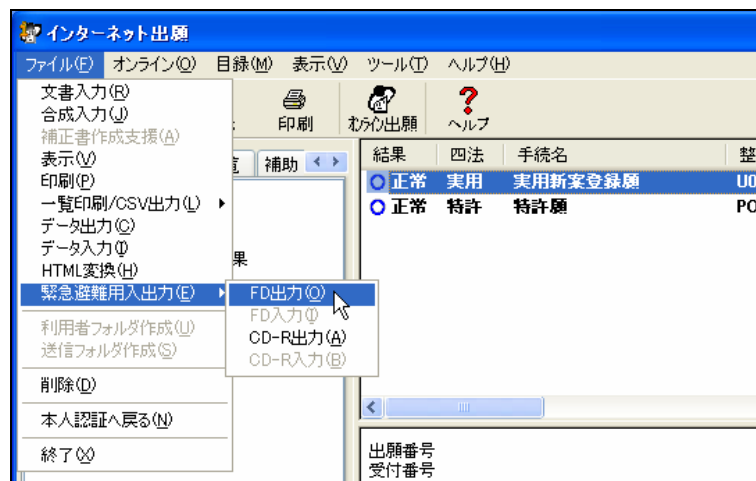 インターネット出願
ファイル(F) オンライン(O) 目録(M) 表示(V) ツール(T) ヘルプ(H)
文書入力(R)
合成入力(J)
補正書作成支援(A)
表示(V)
印刷(P)
一覧印刷/CSV出力(L)
データ出力(C)
データ入力(I)
HTML変換(H)
緊急避難用入出力(E)
利用者フォルダ作成(U)
送信フォルダ作成(S)
削除(D)
本人認証へ戻る(N)
終了(X)
FD出力(O)
FD入力(I)
CD-R出力(A)
CD-R入力(B)
印刷 オンライン出願 ヘルプ
補助
果
結果 四法 手続名 整
正常 実用 実用新案登録願 U0
正常 特許 特許願 PO
出願番号
受付番号